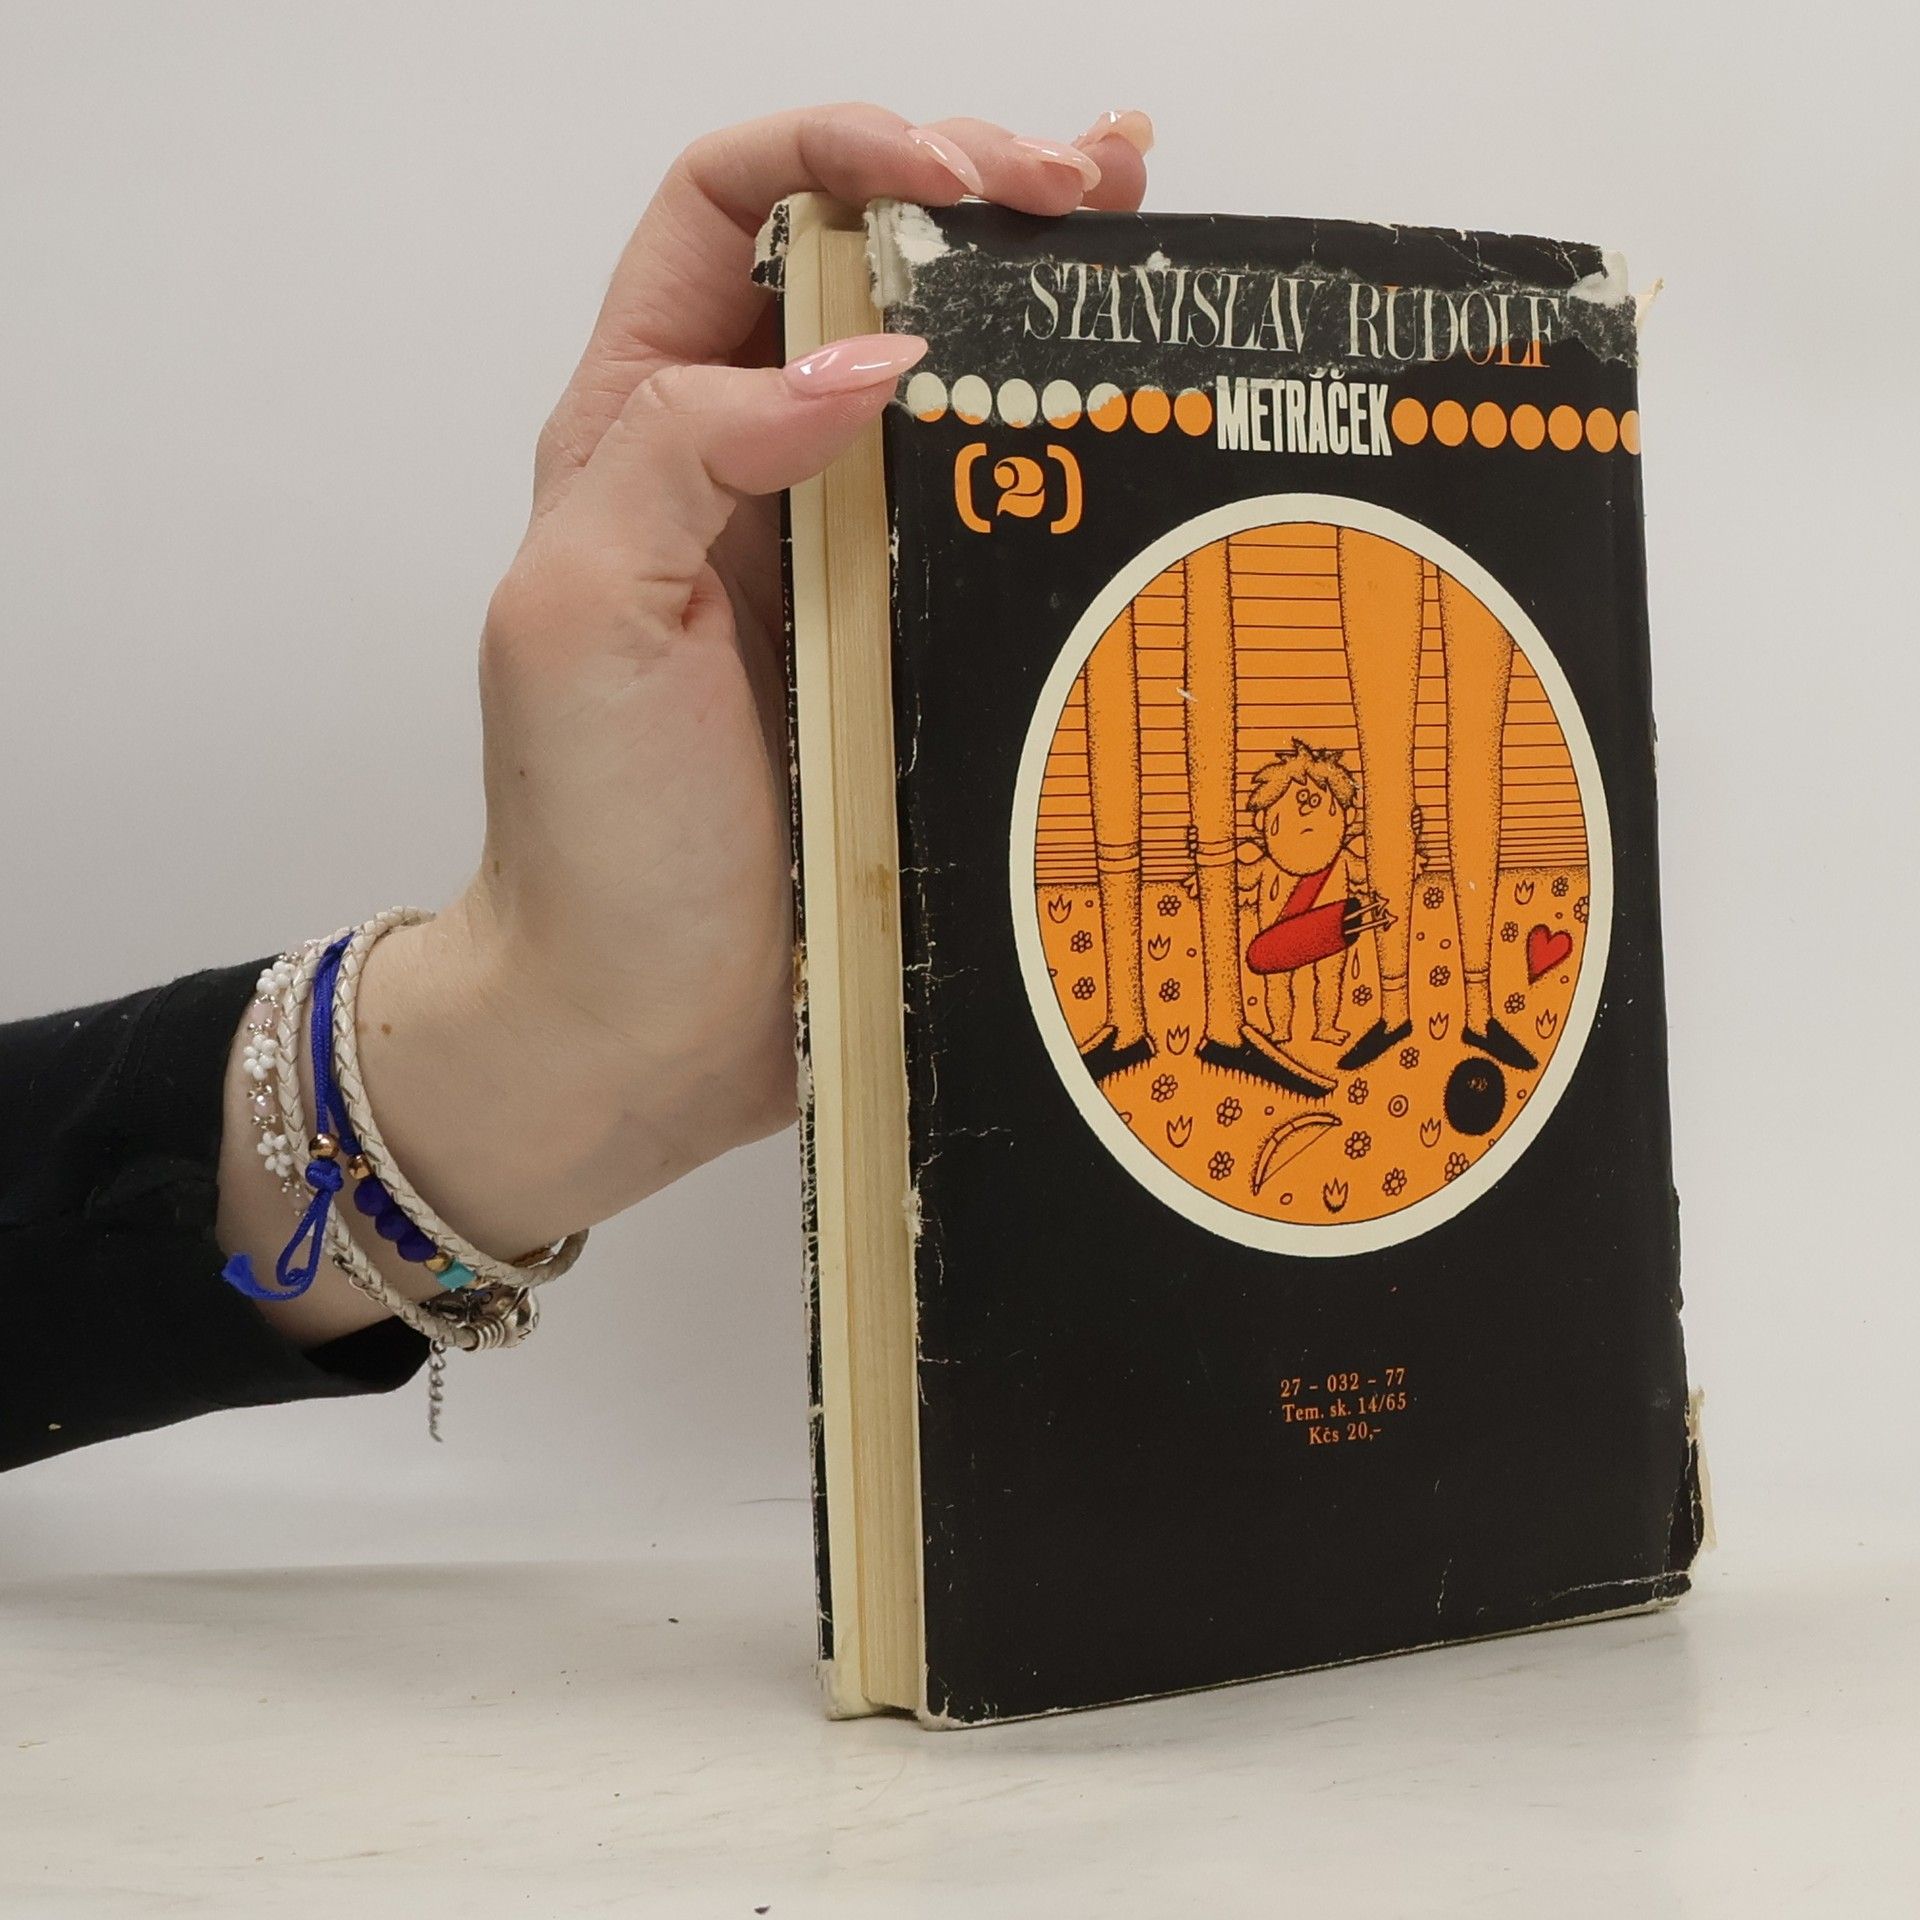 STANISLAV RUDOLF
METRÁČEK
(2)
27 - 032 - 77
Tem. sk. 14/65
Kčs 20,-